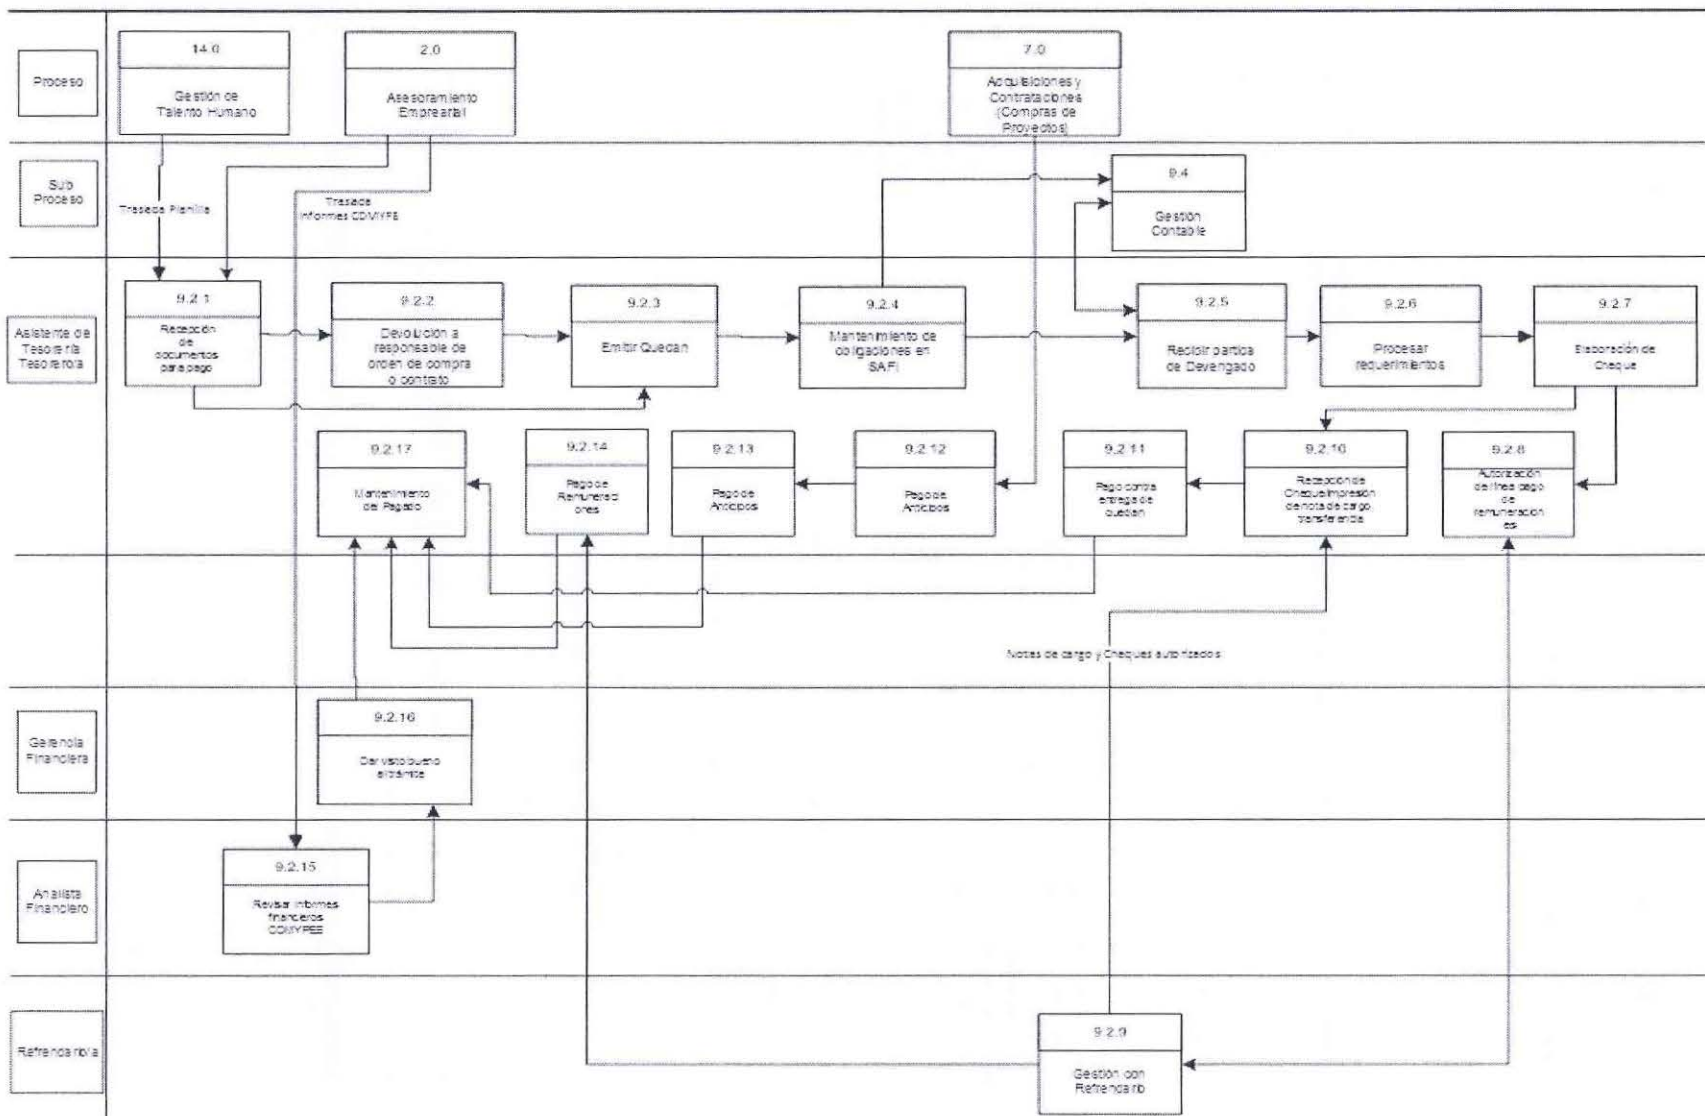 Proceso
14.0
Gestión de
Talento Humano
2.0
Asesoramiento
Emprearial
7.0
Adquisiciones y
Contrataciones
(Compras de
Proyectos)
Sub
Proceso
Traslada Planilla
Traslada
Informes CDMYPE
9.4
Gestión
Contable
Asistente de
Tesorería
Tesorero/a
9.2.1
Recepción
de
documentos
para pago
9.2.2
Devolución a
responsable de
orden de compra
o contrato
9.2.3
Emitir Quedan
9.2.4
Mantenimiento de
obligaciones en
SAFI
9.2.5
Recibir partida
de Devengado
9.2.6
Procesar
requerimientos
9.2.7
Elaboración de
Cheque
9.2.17
Mantenimiento
del Pagado
9.2.14
Pago de
Remuneraci
ones
9.2.13
Pago de
Anticipos
9.2.12
Pago de
Anticipos
9.2.11
Pago contra
entrega de
quedan
9.2.10
Recepción de
Cheque/impresión
de nota de cargo
transferencia
9.2.8
Autorización
de línea pago
de
remuneracion
es
Notas de cargo y Cheques autorizados
Gerencia
Financiera
9.2.16
Dar visto bueno
al trámite
Analista
Financiero
9.2.15
Revisar informes
financieros
CDMYPES
Refrendario/a
9.2.9
Gestión con
Refrendario